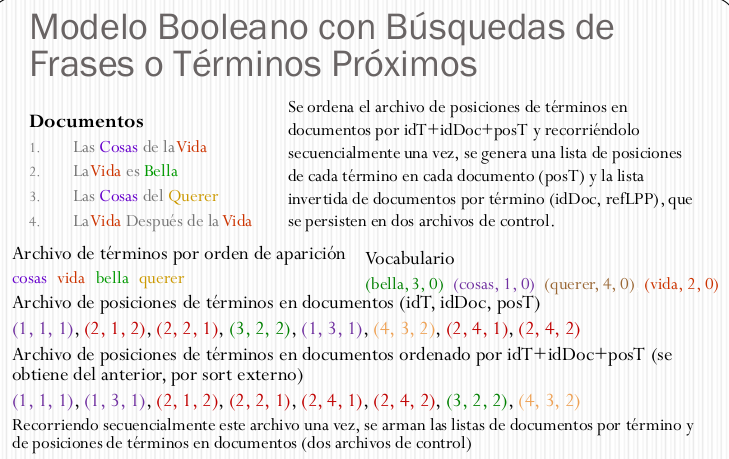 Modelo Booleano con Búsquedas de
Frases o Términos Próximos
Documentos
1. Las Cosas de la Vida
2. La Vida es Bella
3. Las Cosas del Querer
4. La Vida Después de la Vida
Se ordena el archivo de posiciones de términos en
documentos por idT+idDoc+posT y recorriéndolo
secuencialmente una vez, se genera una lista de posiciones
de cada término en cada documento (posT) y la lista
invertida de documentos por término (idDoc, refLPP), que
se persisten en dos archivos de control.
Archivo de términos por orden de aparición
cosas vida bella querer
Vocabulario
(bella, 3, 0) (cosas, 1, 0) (querer, 4, 0) (vida, 2, 0)
Archivo de posiciones de términos en documentos (idT, idDoc, posT)
(1, 1, 1), (2, 1, 2), (2, 2, 1), (3, 2, 2), (1, 3, 1), (4, 3, 2), (2, 4, 1), (2, 4, 2)
Archivo de posiciones de términos en documentos ordenado por idT+idDoc+posT (se
obtiene del anterior, por sort externo)
(1, 1, 1), (1, 3, 1), (2, 1, 2), (2, 2, 1), (2, 4, 1), (2, 4, 2), (3, 2, 2), (4, 3, 2)
Recorriendo secuencialmente este archivo una vez, se arman las listas de documentos por término y
de posiciones de términos en documentos (dos archivos de control)